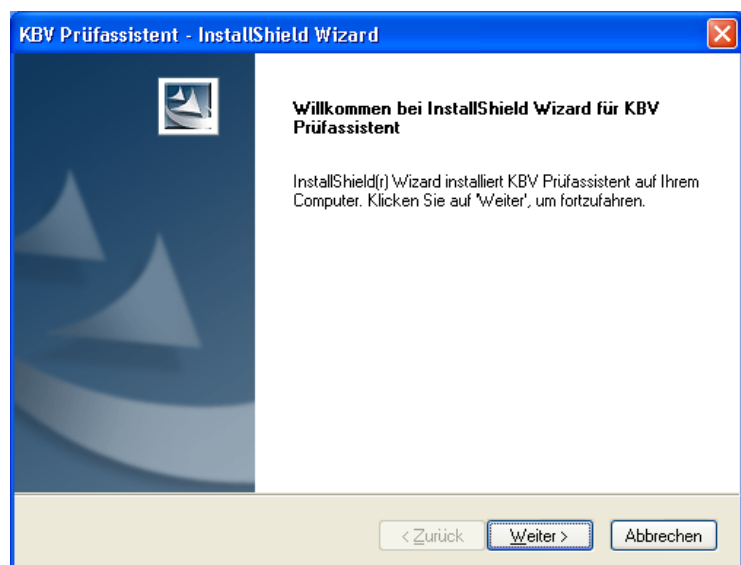 KBV Prüfassistent - InstallShield Wizard
Willkommen bei InstallShield Wizard für KBV
Prüfassistent
InstallShield(r) Wizard installiert KBV Prüfassistent auf Ihrem
Computer. Klicken Sie auf 'Weiter', um fortzufahren.
< Zurück
Weiter >
Abbrechen